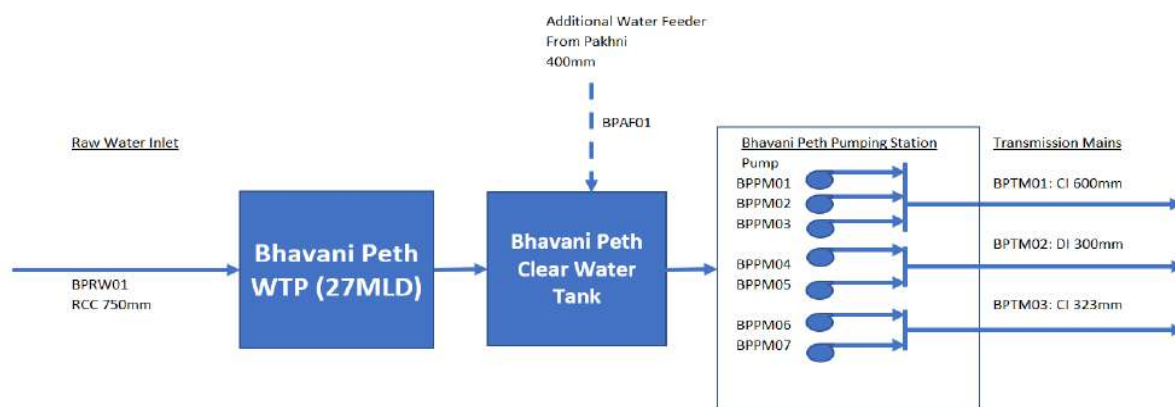 Additional Water Feeder
From Pakhni
400mm
BPAF01
Raw Water Inlet
BPRW01
RCC 750mm
Bhavani Peth
WTP (27MLD)
Bhavani Peth
Clear Water
Tank
Bhavani Peth Pumping Station
Pump
BPPM01
BPPM02
BPPM03
BPPM04
BPPM05
BPPM06
BPPM07
Transmission Mains
BPTM01: CI 600mm
BPTM02: DI 300mm
BPTM03: CI 323mm